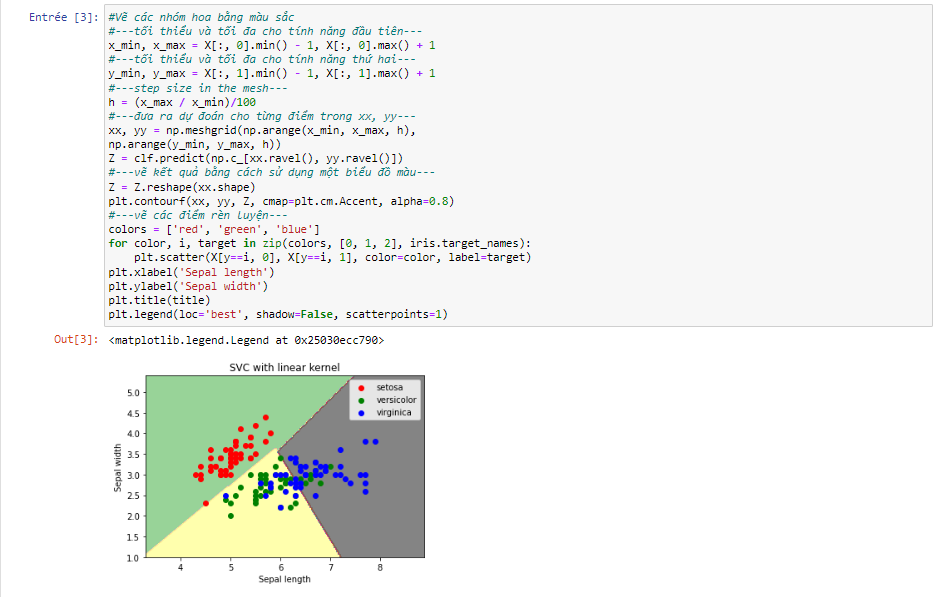 Entrée [3]: #Vẽ các nhóm hoa bằng màu sắc
#---tối thiểu và tối đa cho tính năng đầu tiên---
x_min, x_max = X[:, 0].min() - 1, X[:, 0].max() + 1
#---tối thiểu và tối đa cho tính năng thứ hai---
y_min, y_max = X[:, 1].min() - 1, X[:, 1].max() + 1
#---step size in the mesh---
h = (x_max / x_min)/100
#---đưa ra dự đoán cho từng điểm trong xx, yy---
xx, yy = np.meshgrid(np.arange(x_min, x_max, h),
np.arange(y_min, y_max, h))
Z = clf.predict(np.c_[xx.ravel(), yy.ravel()])
#---vẽ kết quả bằng cách sử dụng một biểu đồ màu---
Z = Z.reshape(xx.shape)
plt.contourf(xx, yy, Z, cmap=plt.cm.Accent, alpha=0.8)
#---vẽ các điểm rèn luyện---
colors = ['red', 'green', 'blue']
for color, i, target in zip(colors, [0, 1, 2], iris.target_names):
    plt.scatter(X[y==i, 0], X[y==i, 1], color=color, label=target)
plt.xlabel('Sepal length')
plt.ylabel('Sepal width')
plt.title(title)
plt.legend(loc='best', shadow=False, scatterpoints=1)
Out[3]: <matplotlib.legend.Legend at 0x25030ecc790>
SVC with linear kernel
setosa
versicolor
virginica
Sepal width
5.0
4.5
4.0
3.5
3.0
2.5
2.0
1.5
1.0
4 5 6 7 8
Sepal length